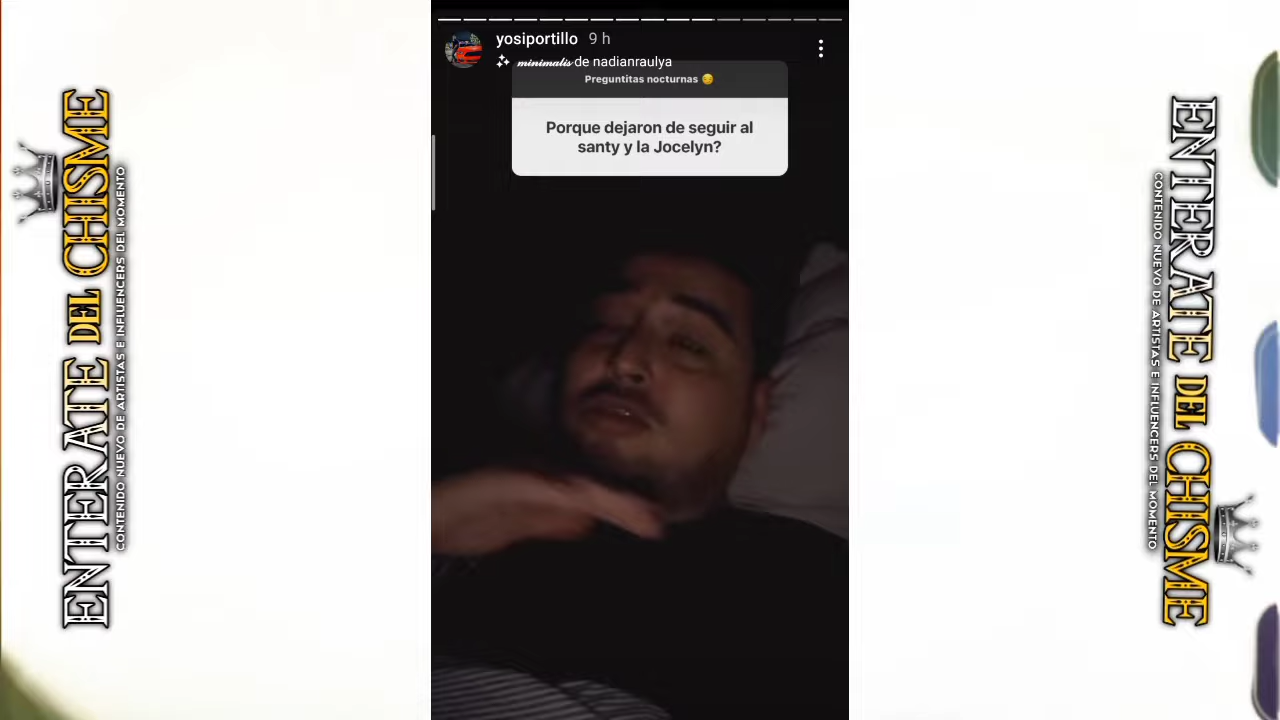 yosiportillo 9 h
minimalis de nadianraulya
Preguntitas nocturnas 😔
Porque dejaron de seguir al
santy y la Jocelyn?
ENTERATE DEL CHISME
CONTENIDO NUEVO DE ARTISTAS E INFLUENCERS DEL MOMENTO
ENTERATE DEL CHISME
CONTENIDO NUEVO DE ARTISTAS E INFLUENCERS DEL MOMENTO